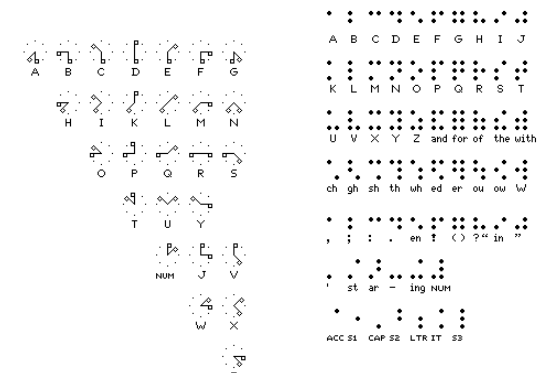 A B C D E F G
H I K L M N
O P Q R S
T U Y
NUM J V
W X
A B C D E F G H I J
K L M N O P Q R S T
U V X Y Z and for of the with
ch gh sh th wh ed er ou ow W
, ; : . en ! () ?“ in ”
' st ar - ing NUM
ACC S1 CAP S2 LTR IT S3